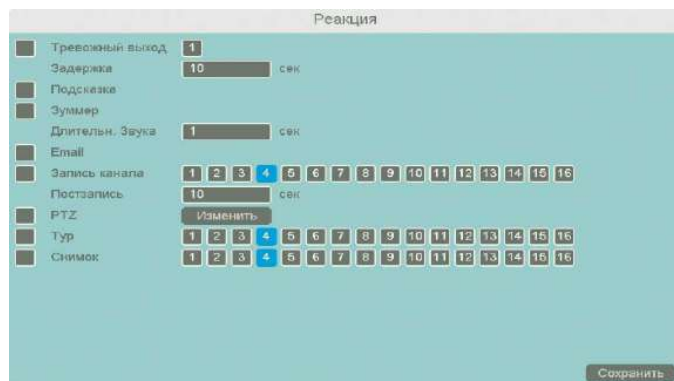 Реакция
Тревожный выход 1
Задержка 10 сек
Подсказка
Зуммер
Длительн. Звука 1 сек
Email
Запись канала 1 2 3 4 5 6 7 8 9 10 11 12 13 14 15 16
Постзапись 10 сек
PTZ Изменить
Тур 1 2 3 4 5 6 7 8 9 10 11 12 13 14 15 16
Снимок 1 2 3 4 5 6 7 8 9 10 11 12 13 14 15 16
Сохранить